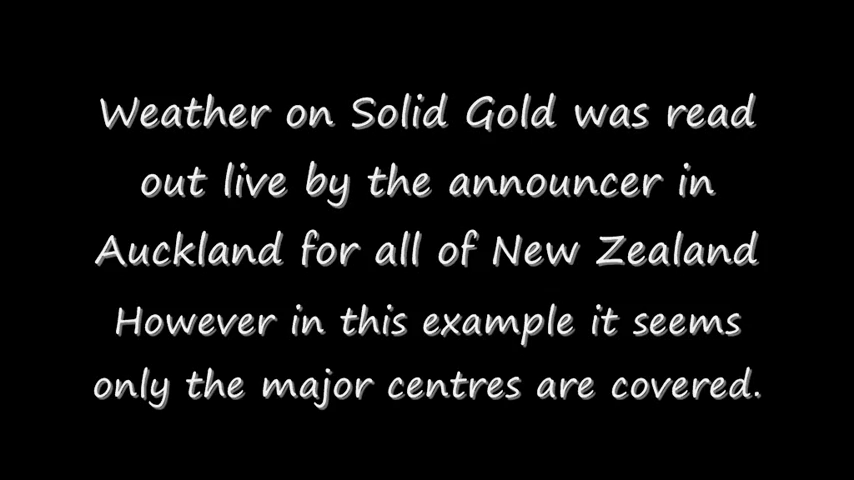 Weather on Solid Gold was read
out live by the announcer in
Auckland for all of New Zealand
However in this example it seems
only the major centres are covered.